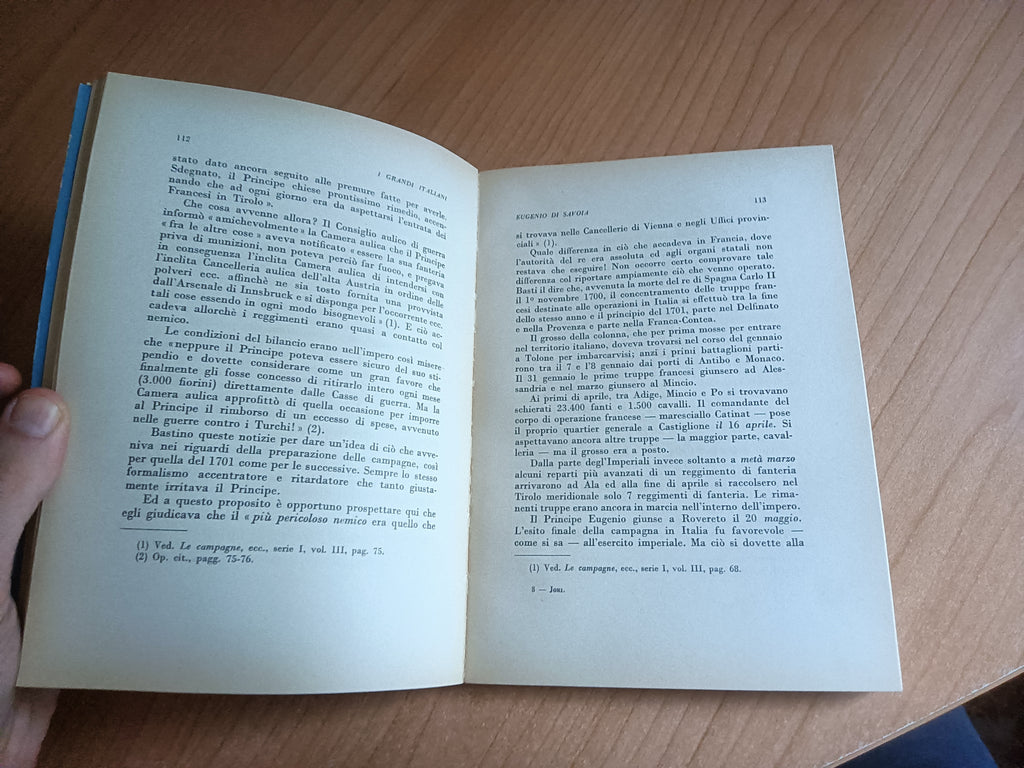 112
I GRANDI ITALIANI
stato dato ancora seguito alle premure fatte per averle.
Sdegnato, il Principe chiese prontissimo rimedio, accen-
nando che ad ogni giorno era da aspettarsi l'entrata dei
Francesi in Tirolo ».
Che cosa avvenne allora? Il Consiglio aulico di guerra
informò « amichevolmente » la Camera aulica che il Principe
« fra le altre cose » aveva notificato « essere la sua fanteria
priva di munizioni, non poteva perciò far fuoco, e pregava
in conseguenza l'inclita Camera aulica di intendersi con
l'inclita Cancelleria aulica dell'alta Austria in ordine delle
polveri ecc. affinchè ne sia tosto fornita una provvista
dall'Arsenale di Innsbruck e si disponga per l'occorrente ecc.
tali cose essendo in ogni modo bisognevoli » (1). E ciò ac-
cadeva allorchè i reggimenti erano quasi a contatto col
nemico.
Le condizioni del bilancio erano nell'impero così misere
che « neppure il Principe poteva essere sicuro del suo sti-
pendio e dovette considerare come un gran favore che
finalmente gli fosse concesso di ritirarlo intero ogni mese
(3.000 fiorini) direttamente dalle Casse di guerra. Ma la
Camera aulica approfittò di quella occasione per imporre
al Principe il rimborso di un eccesso di spese, avvenuto
nelle guerre contro i Turchi! » (2).
Bastino queste notizie per dare un'idea di ciò che avve-
niva nei riguardi della preparazione delle campagne, così
per quella del 1701 come per le successive. Sempre lo stesso
formalismo accentratore e ritardatore che tanto giusta-
mente irritava il Principe.
Ed a questo proposito è opportuno prospettare qui che
egli giudicava che il « più pericoloso nemico era quello che
(1) Ved. Le campagne, ecc., serie I, vol. III, pag. 75.
(2) Op. cit., pagg. 75-76.
EUGENIO DI SAVOIA
113
si trovava nelle Cancellerie di Vienna e negli Uffici provin-
ciali » (1).
Quale differenza in ciò che accadeva in Francia, dove
l'autorità del re era assoluta ed agli organi statali non
restava che eseguire! Non occorre certo comprovare tale
differenza col riportare ampiamente ciò che venne operato.
Basti il dire che, avvenuta la morte del re di Spagna Carlo II
il 1º novembre 1700, il concentramento delle truppe fran-
cesi destinate alle operazioni in Italia si effettuò tra la fine
dello stesso anno e il principio del 1701, parte nel Delfinato
e nella Provenza e parte nella Franca-Contea.
Il grosso della colonna, che per prima mosse per entrare
nel territorio italiano, doveva trovarsi nel corso del gennaio
a Tolone per imbarcarvisi; anzi i primi battaglioni parti-
rono tra il 7 e l'8 gennaio dai porti di Antibo e Monaco.
Il 31 gennaio le prime truppe francesi giunsero ad Ales-
sandria e nel marzo giunsero al Mincio.
Ai primi di aprile, tra Adige, Mincio e Po si trovavano
schierati 23.400 fanti e 1.500 cavalli. Il comandante del
corpo di operazione francese — maresciallo Catinat — pose
il proprio quartier generale a Castiglione il 16 aprile. Si
aspettavano ancora altre truppe — la maggior parte, caval-
leria — ma il grosso era a posto.
Dalla parte degl'Imperiali invece soltanto a metà marzo
alcuni reparti più avanzati di un reggimento di fanteria
arrivarono ad Ala ed alla fine di aprile si raccolsero nel
Tirolo meridionale solo 7 reggimenti di fanteria. Le rima-
nenti truppe erano ancora in marcia nell'interno dell'impero.
Il Principe Eugenio giunse a Rovereto il 20 maggio.
L'esito finale della campagna in Italia fu favorevole —
come si sa — all'esercito imperiale. Ma ciò si dovette alla
(1) Ved. Le campagne, ecc., serie I, vol. III, pag. 68.
8 — Jori.